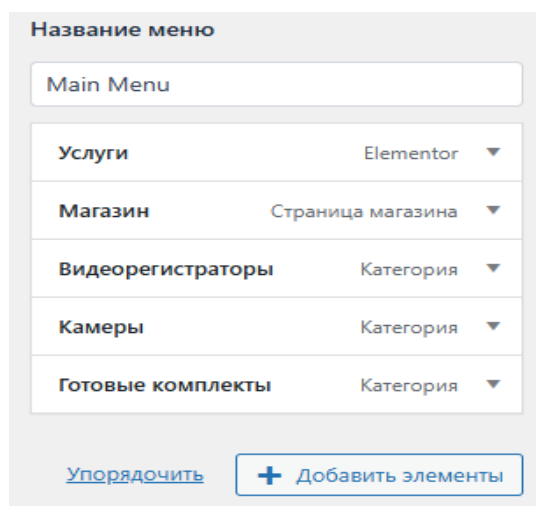 Название меню
Main Menu
Услуги Elementor
Магазин Страница магазина
Видеорегистраторы Категория
Камеры Категория
Готовые комплекты Категория
Упорядочить + Добавить элементы